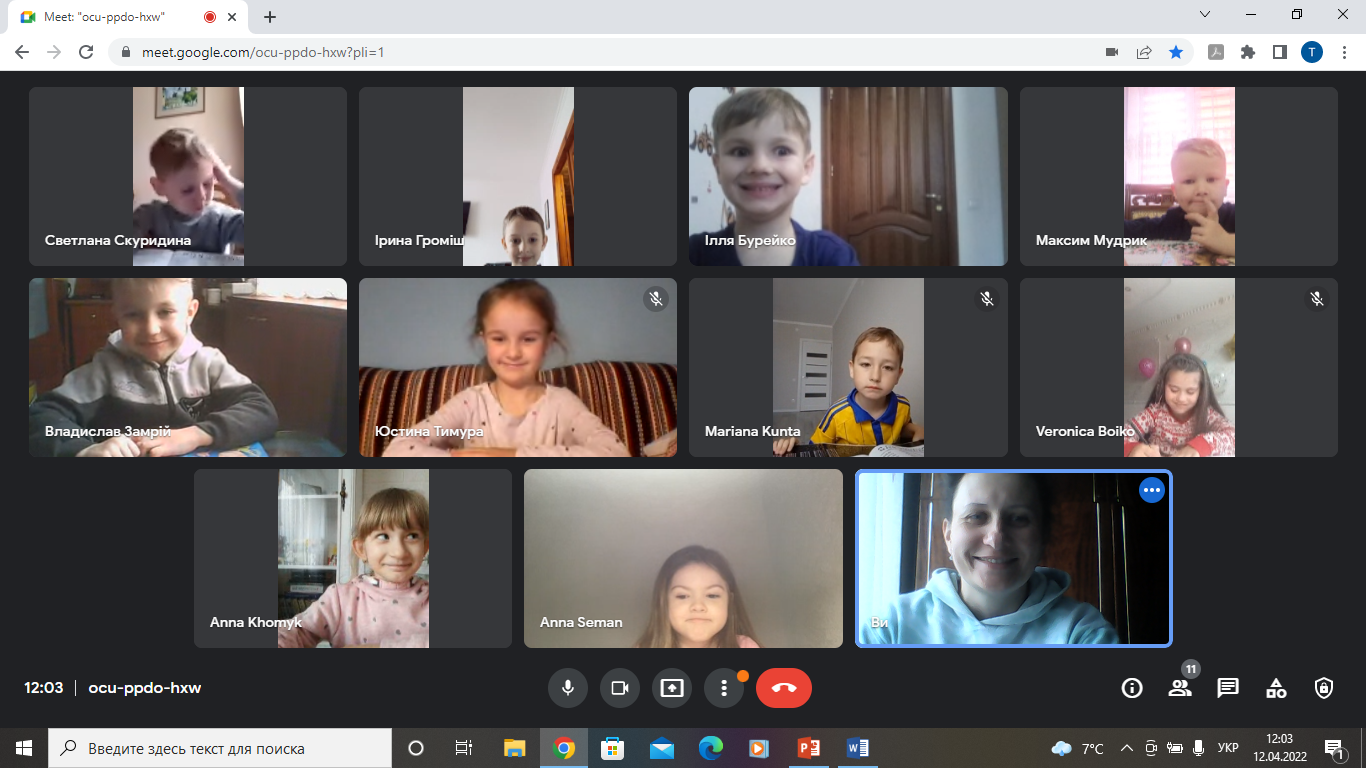 Meet: "ocu-ppdo-hxw"
meet.google.com/ocu-ppdo-hxw?pli=1
T
Светлана Скуридина
Ірина Громіш
Ілля Бурейко
Максим Мудрик
Владислав Замрій
Юстина Тимура
Mariana Kunta
Veronica Boiko
Anna Khomyk
Anna Seman
Ви
12:03 | ocu-ppdo-hxw
11
Введите здесь текст для поиска
7°C
УКР
12:03
12.04.2022
1